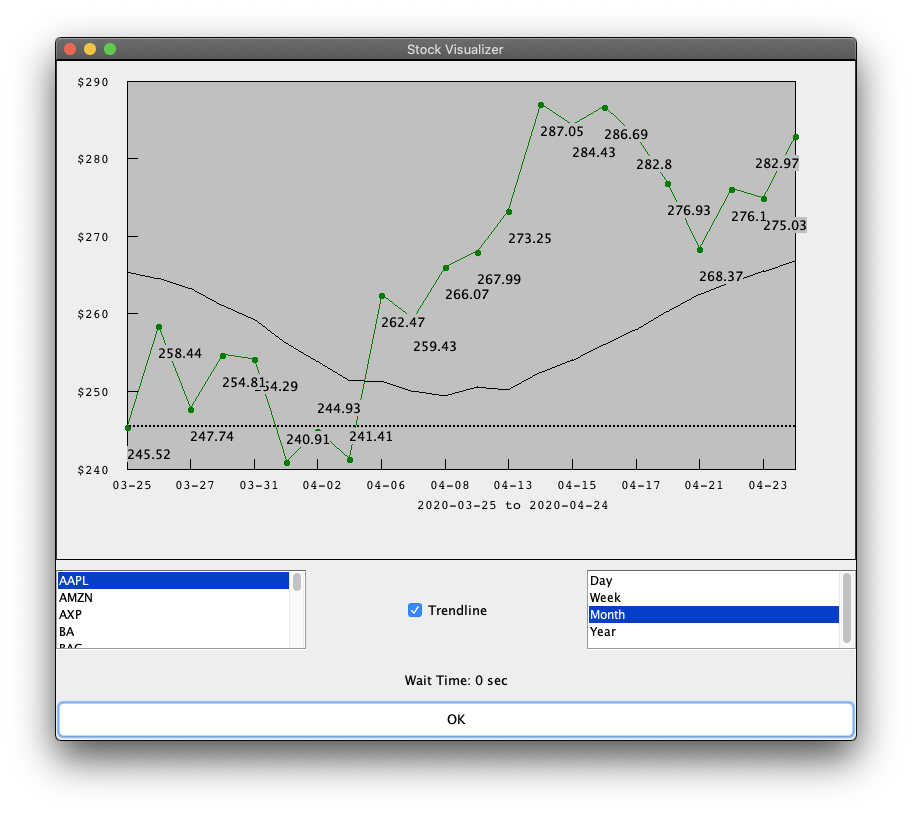 Stock Visualizer
$290
287.05
286.69
284.43
$280
282.8
282.97
276.93
276.1
275.03
$270
273.25
268.37
267.99
266.07
$260
262.47
259.43
258.44
254.81
54.29
$250
244.93
247.74
240.91
241.41
245.52
$240
03-25 03-27 03-31 04-02 04-06 04-08 04-13 04-15 04-17 04-21 04-23
2020-03-25 to 2020-04-24
AAPL
AMZN
AXP
BA
Trendline
Day
Week
Month
Year
Wait Time: 0 sec
OK